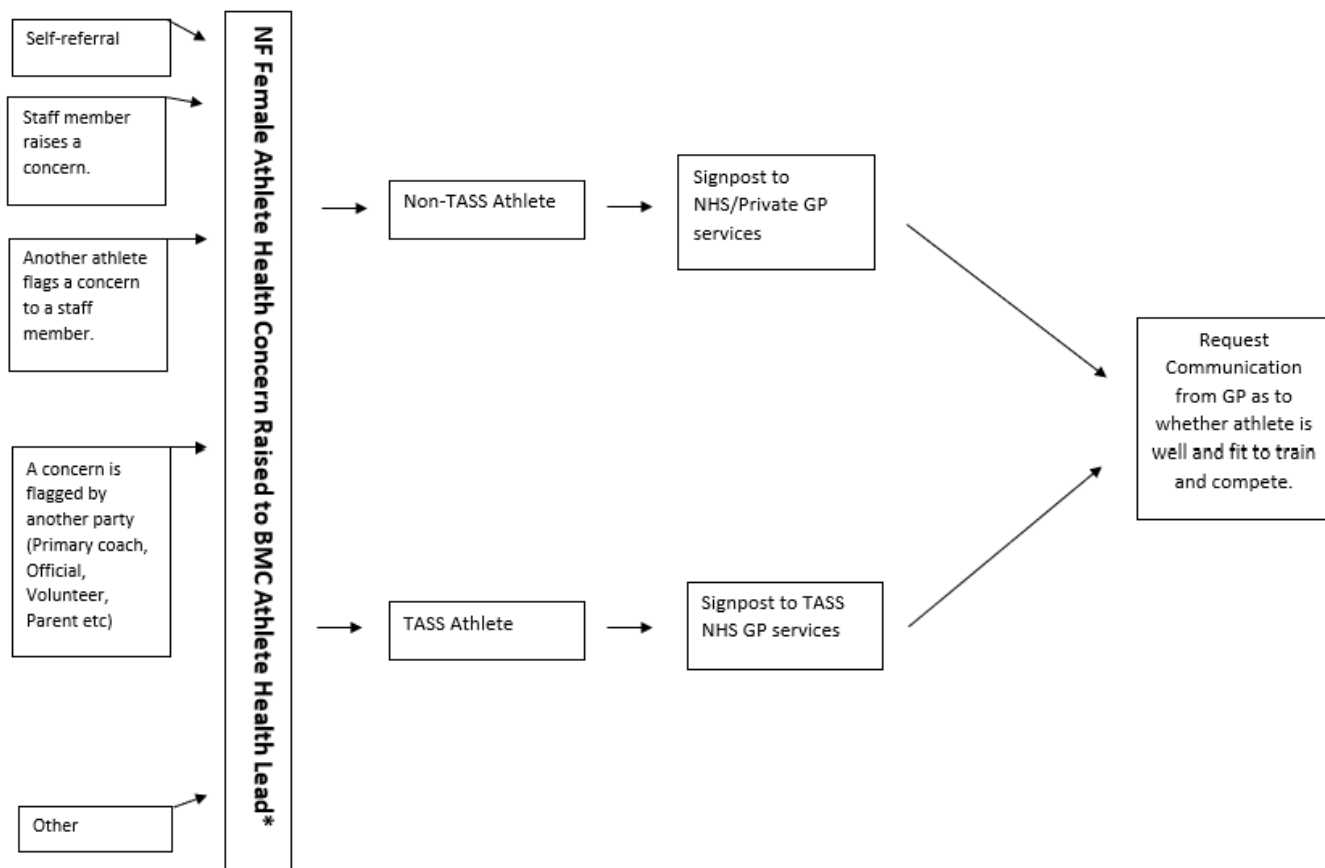 Self-referral
Staff member
raises a
concern.
Another athlete
flags a concern
to a staff
member.
A concern is
flagged by
another party
(Primary coach,
Official,
Volunteer,
Parent etc)
Other
NF Female Athlete Health Concern Raised to BMC Athlete Health Lead*
Non-TASS Athlete
Signpost to
NHS/Private GP
services
TASS Athlete
Signpost to TASS
NHS GP services
Request
Communication
from GP as to
whether athlete is
well and fit to train
and compete.